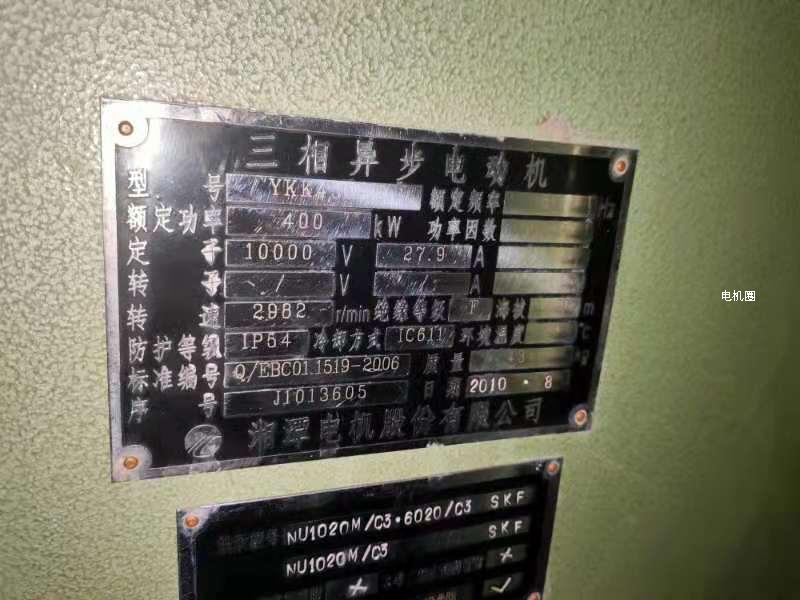 三相异步电动机
型号 YKK4 额定频率 Hz
额定功率 400 kW 功率因数
定子 10000 V 27.9 A
转子 / V / A
转速 2982 r/min 绝缘等级 F 海拔 m
防护等级 IP54 冷却方式 IC611 环境温度 ℃
标准编号 Q/EBC01.1519-2006 质量 kg
序号 J1013605 日期 2010.8
湘潭电机股份有限公司
NU1020M/C3·6020/C3 SKF
NU1020M/C3 SKF
电机圈